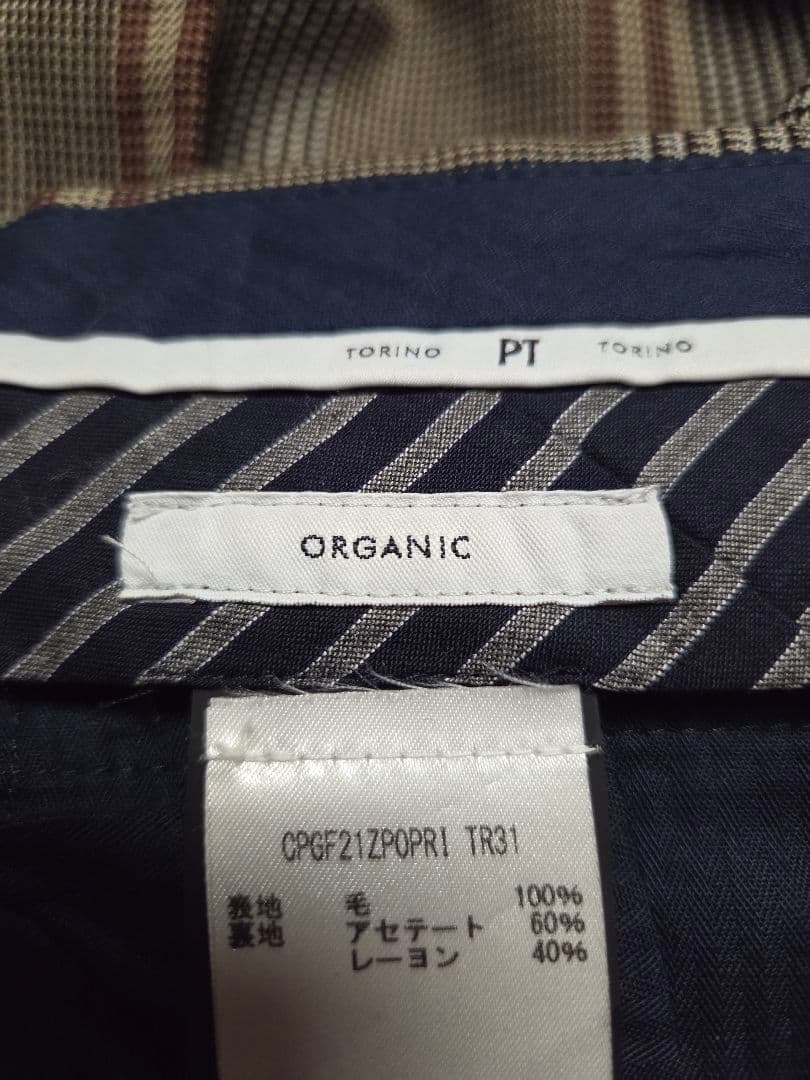 TORINO PT TORINO
ORGANIC
CPGF21ZP0PRI TR31
表地 毛 100%
裏地 アセテート 60%
レーヨン 40%